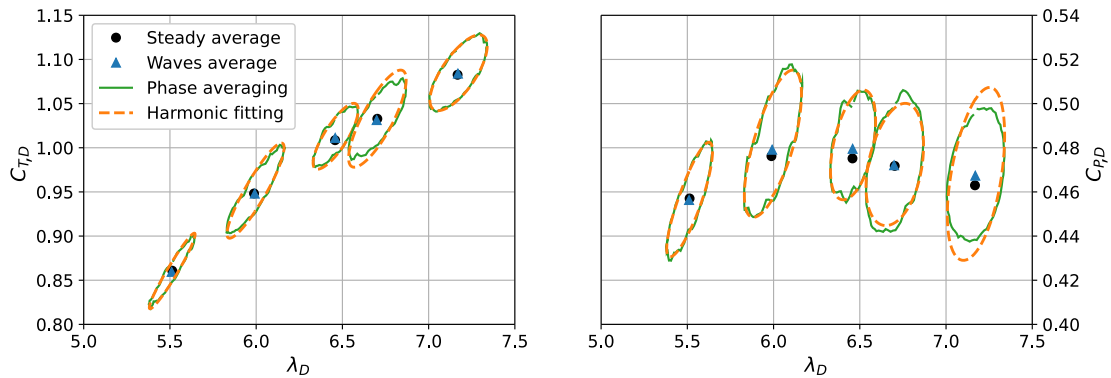 1.15
1.10
1.05
1.00
0.95
0.90
0.85
0.80
C_{T,D}
Steady average
Waves average
Phase averaging
Harmonic fitting
5.0 5.5 6.0 6.5 7.0 7.5
λ_D
0.54
0.52
0.50
0.48
0.46
0.44
0.42
0.40
C_{P,D}
5.0 5.5 6.0 6.5 7.0 7.5
λ_D